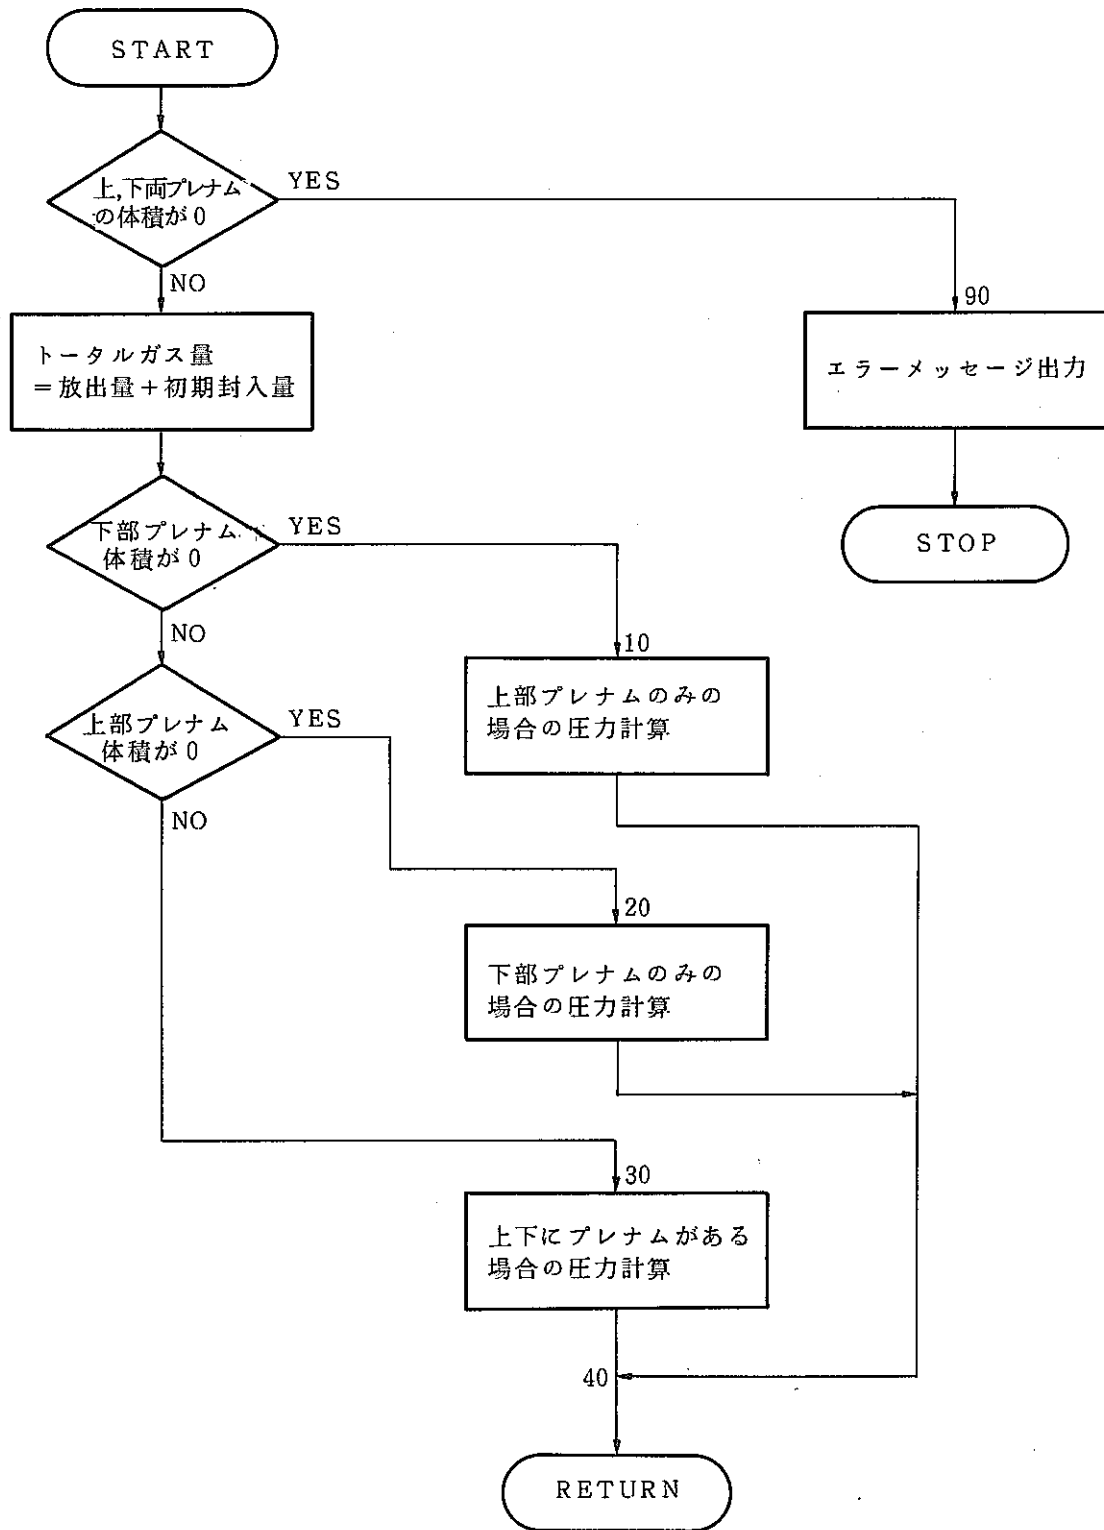 START
上,下両プレナム
の体積が0
YES
NO
90
トータルガス量
=放出量+初期封入量
エラーメッセージ出力
下部プレナム
体積が0
YES
STOP
NO
10
上部プレナムのみの
場合の圧力計算
上部プレナム
体積が0
YES
NO
20
下部プレナムのみの
場合の圧力計算
30
上下にプレナムがある
場合の圧力計算
40
RETURN